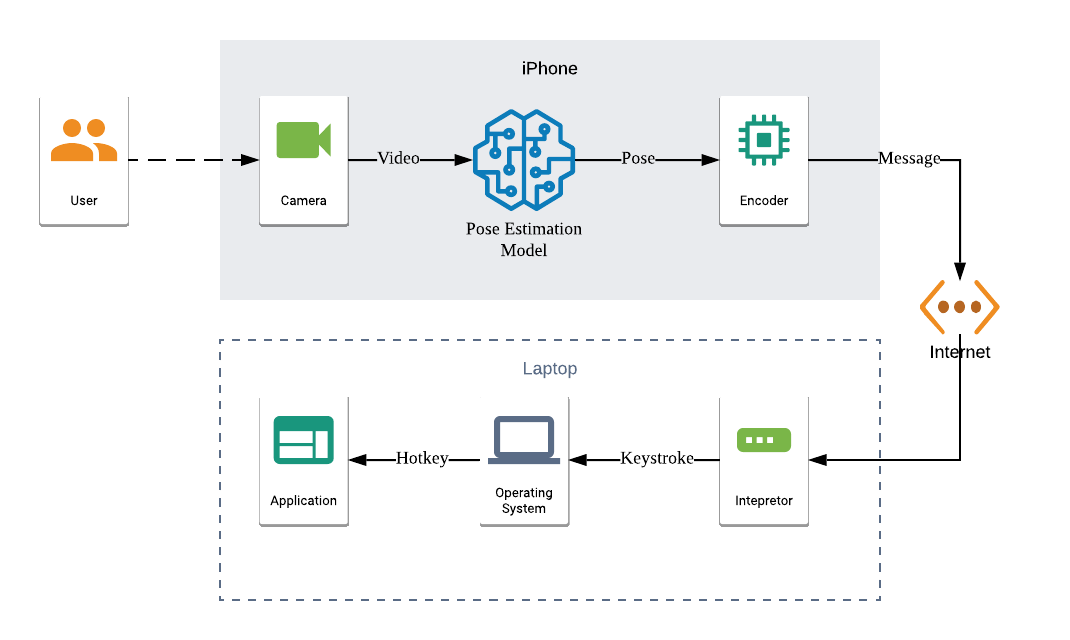 iPhone
User
Camera
Video
Pose Estimation
Model
Pose
Encoder
Message
Internet
Laptop
Application
Hotkey
Operating
System
Keystroke
Intepretor